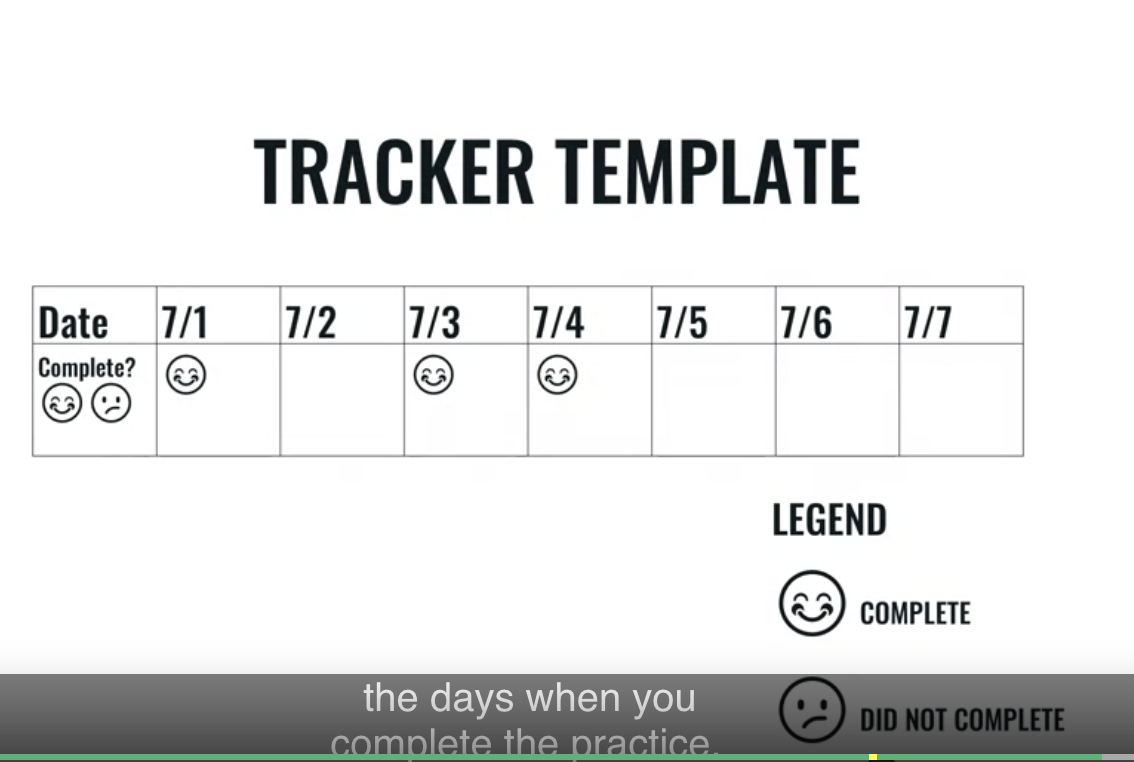 TRACKER TEMPLATE
Date 7/1 7/2 7/3 7/4 7/5 7/6 7/7
Complete?
LEGEND
COMPLETE
DID NOT COMPLETE
the days when you
complete the practice.